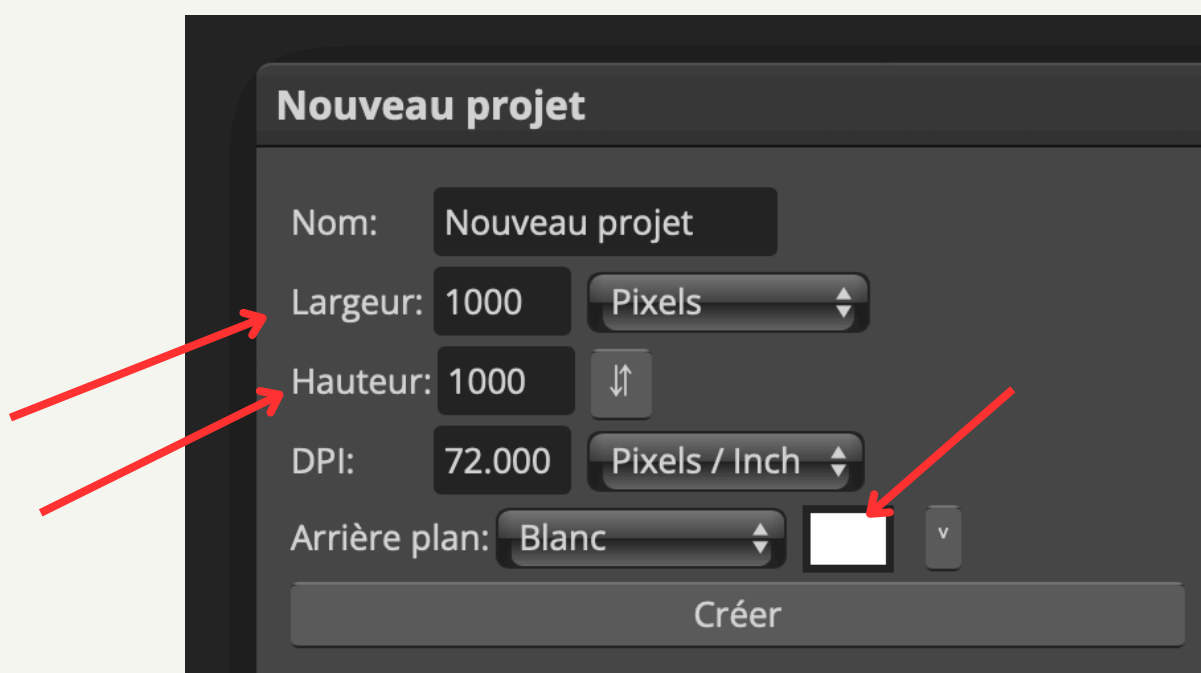 Nouveau projet
Nom: Nouveau projet
Largeur: 1000 Pixels
Hauteur: 1000
DPI: 72.000 Pixels / Inch
Arrière plan: Blanc v
Créer